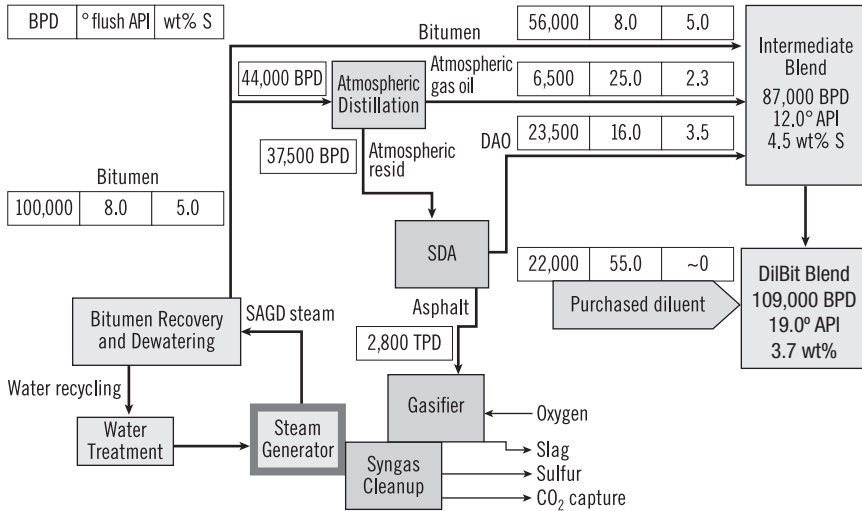 BPD ° flush API wt% S
Bitumen 56,000 8.0 5.0
Intermediate
Blend
87,000 BPD
12.0° API
4.5 wt% S
44,000 BPD
Atmospheric
Distillation
Atmospheric
gas oil
6,500 25.0 2.3
23,500 16.0 3.5
DAO
37,500 BPD
Atmospheric
resid
Bitumen
100,000 8.0 5.0
SDA
22,000 55.0 ~0
Purchased diluent
DilBit Blend
109,000 BPD
19.0° API
3.7 wt%
Asphalt
2,800 TPD
Bitumen Recovery
and Dewatering
SAGD steam
Water recycling
Water
Treatment
Steam
Generator
Gasifier
Oxygen
Slag
Syngas
Cleanup
Sulfur
CO₂ capture